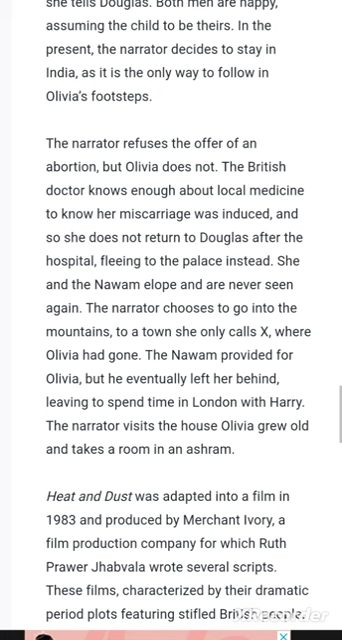 she tells Douglas. Both men are happy,
assuming the child to be theirs. In the
present, the narrator decides to stay in
India, as it is the only way to follow in
Olivia's footsteps.
The narrator refuses the offer of an
abortion, but Olivia does not. The British
doctor knows enough about local medicine
to know her miscarriage was induced, and
so she does not return to Douglas after the
hospital, fleeing to the palace instead. She
and the Nawam elope and are never seen
again. The narrator chooses to go into the
mountains, to a town she only calls X, where
Olivia had gone. The Nawam provided for
Olivia, but he eventually left her behind,
leaving to spend time in London with Harry.
The narrator visits the house Olivia grew old
and takes a room in an ashram.
Heat and Dust was adapted into a film in
1983 and produced by Merchant Ivory, a
film production company for which Ruth
Prawer Jhabvala wrote several scripts.
These films, characterized by their dramatic
period plots featuring stifled British people,